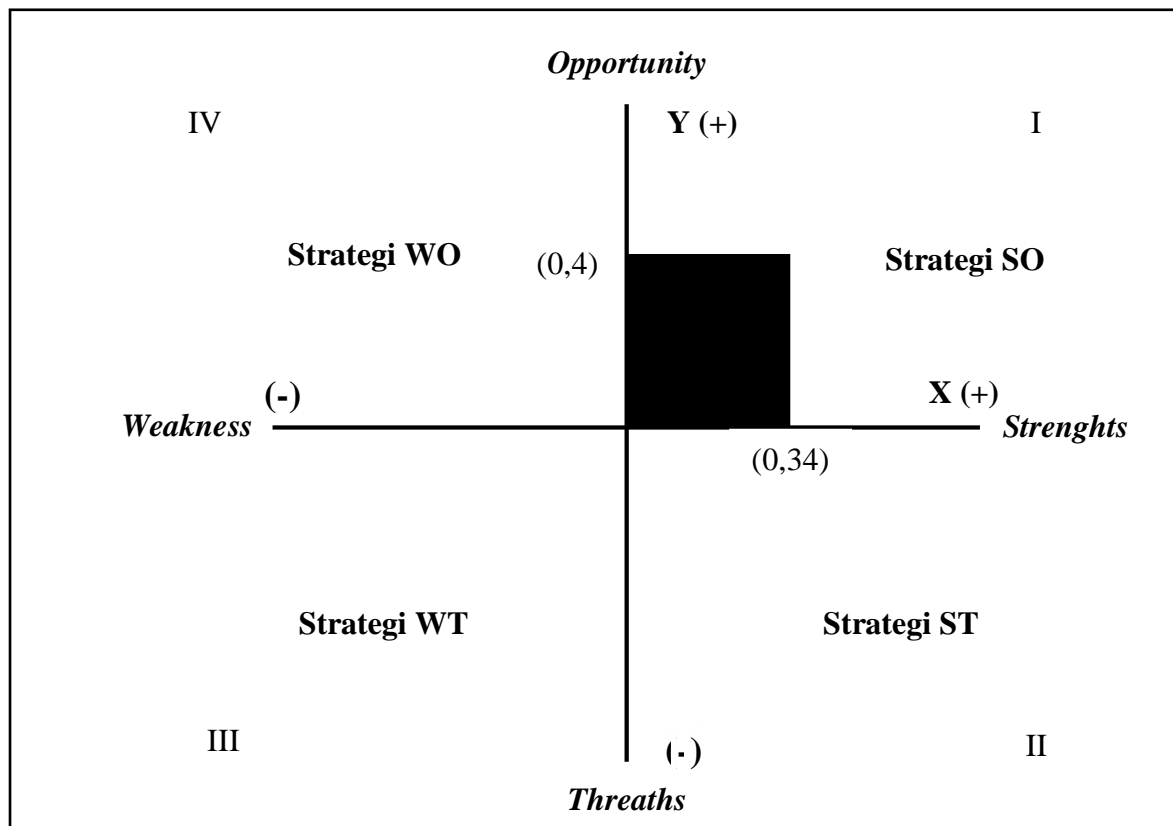 Opportunity
IV
Y (+)
I
Strategi WO
(0,4)
Strategi SO
(-)
X (+)
Weakness
Strenghts
(0,34)
Strategi WT
Strategi ST
III
(-)
II
Threaths